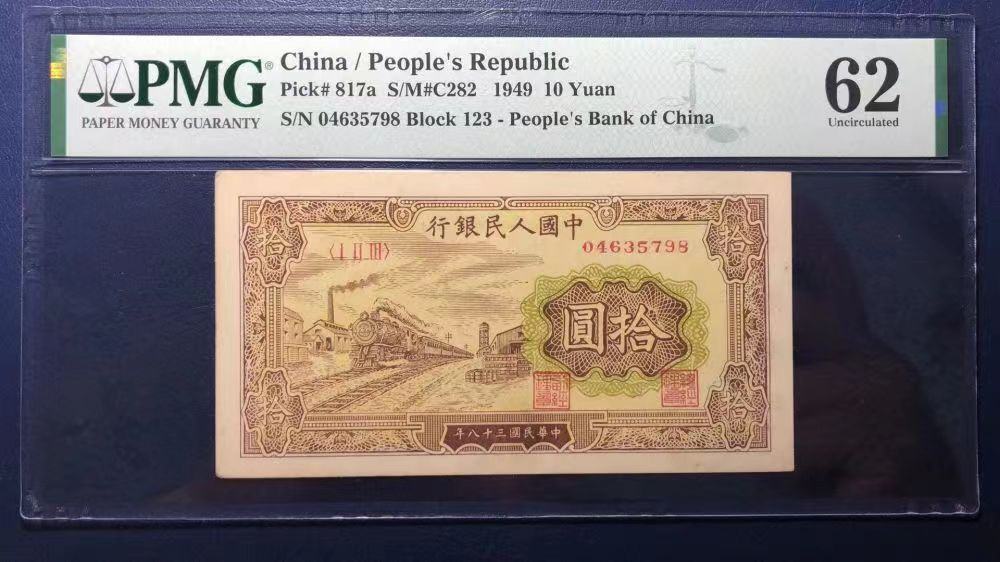 PMG®
PAPER MONEY GUARANTY
China / People's Republic
Pick# 817a S/M#C282 1949 10 Yuan
S/N 04635798 Block 123 - People's Bank of China
62
Uncirculated
行銀民人國中
〈I II III〉
04635798
拾
拾
圓拾
拾
拾
年八十三國民華中